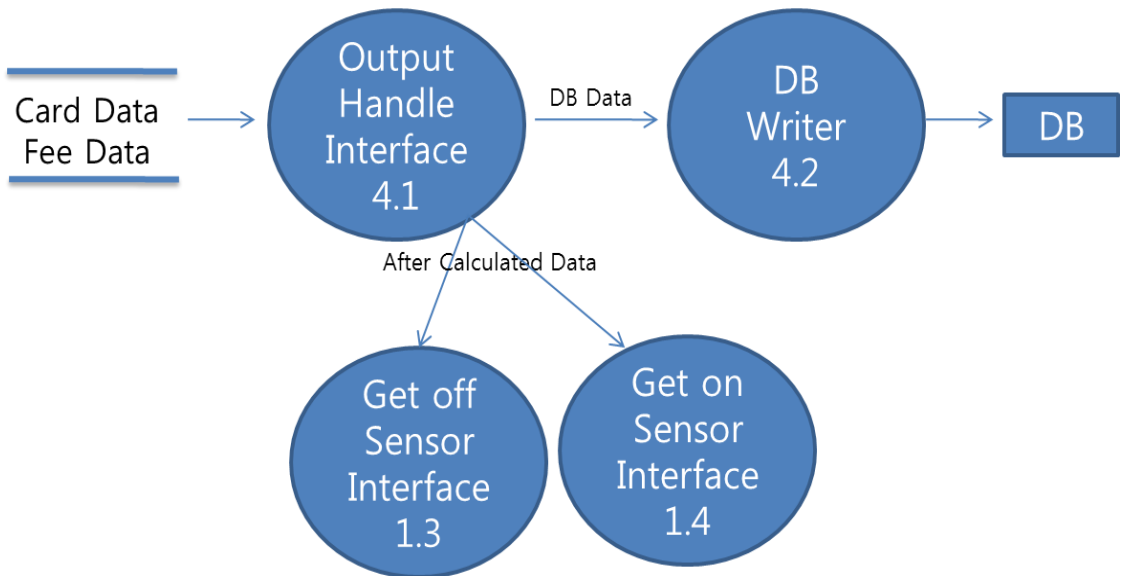 Card Data
Fee Data
Output
Handle
Interface
4.1
DB Data
DB
Writer
4.2
DB
After Calculated Data
Get off
Sensor
Interface
1.3
Get on
Sensor
Interface
1.4